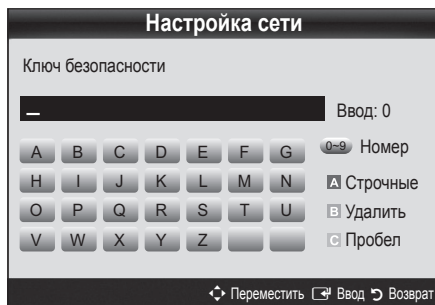 Настройка сети
Ключ безопасности
_ Ввод: 0
A B C D E F G 0~9 Номер
H I J K L M N A Строчные
O P Q R S T U B Удалить
V W X Y Z C Пробел
Переместить Ввод Возврат